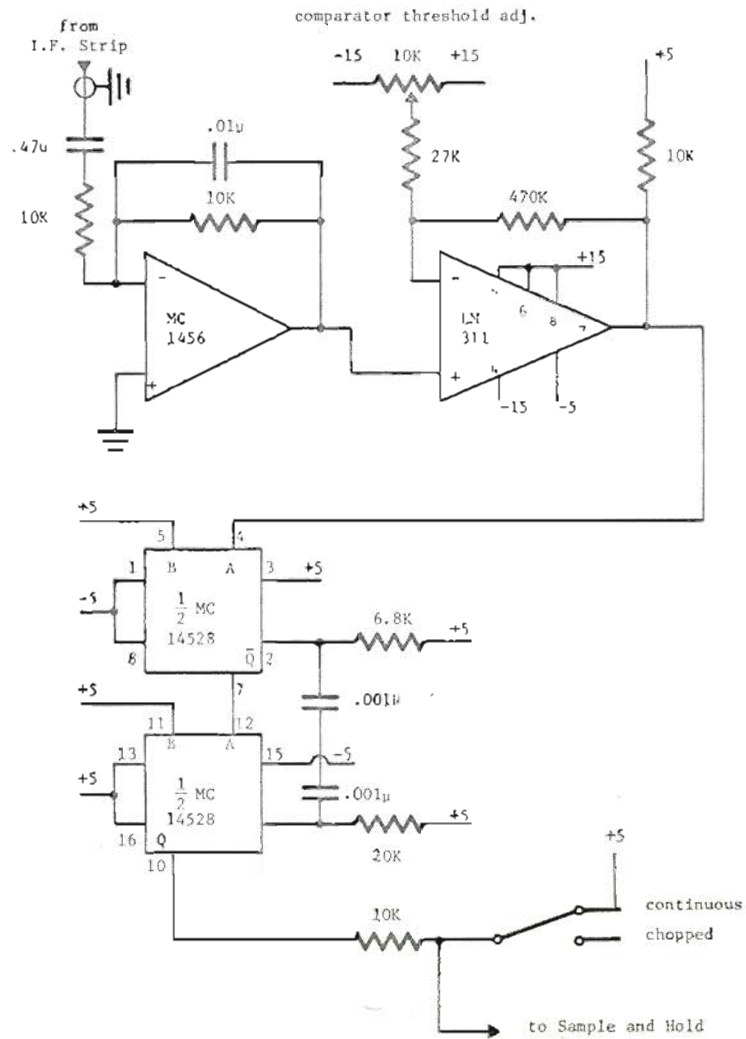 comparator threshold adj.
from
I.F. Strip
-15 10K +15
+5
.47u
.01µ
27K
10K
10K
10K
470K
-
MC
1456
+
-
LM
311
+
+15
6
8
7
4
-15
-5
+5
5
4
1
B
A
3
+5
-5
1/2 MC
14528
8
Q̄
2
6.8K
+5
7
+5
.001µ
11
12
13
B
A
15
-5
+5
1/2 MC
14528
.001µ
+5
16
Q
10
20K
+5
10K
continuous
chopped
to Sample and Hold